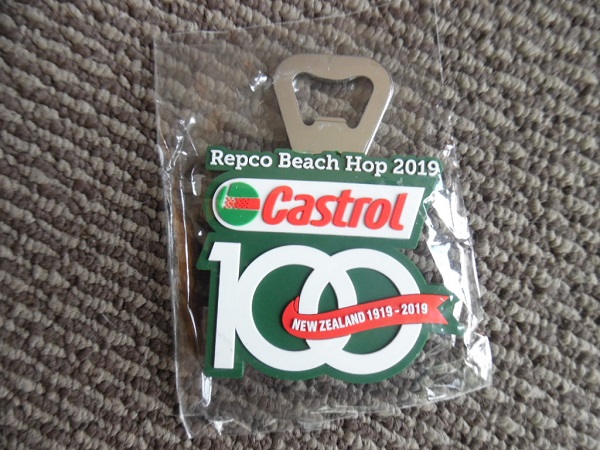 Repco Beach Hop 2019
Castrol
100
NEW ZEALAND 1919 - 2019